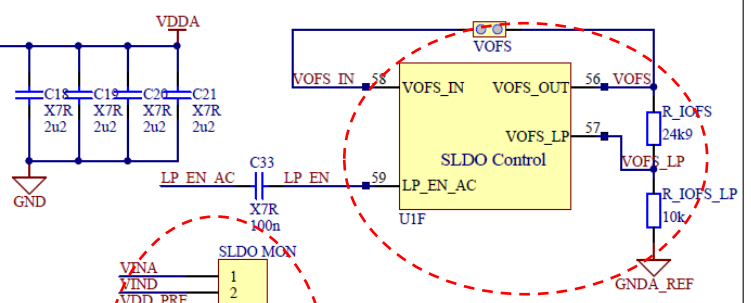 VDDA
VOFS
VOFS_IN 58 VOFS_IN VOFS_OUT 56 VOFS
C18 C19 C20 C21
X7R X7R X7R X7R
2u2 2u2 2u2 2u2
R_IOFS
24k9
VOFS_LP 57
VOFS_LP
SLDO Control
C33
LP_EN_AC LP_EN 59 LP_EN_AC
GND
X7R
100n
U1F
R_IOFS_LP
10k
SLDO MON
GNDA_REF
VINA 1
VIND 2
VDD_PRE